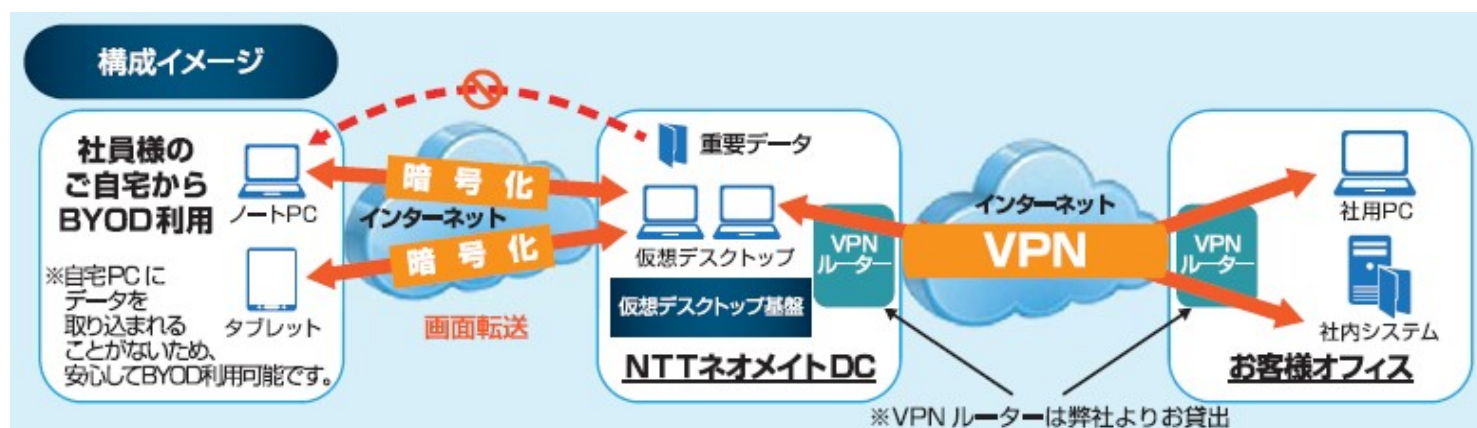 構成イメージ
社員様の
ご自宅から
BYOD利用
ノートPC
※自宅PCに
データを
取り込まれる
ことがないため、
安心してBYOD利用可能です。
タブレット
暗号化
インターネット
暗号化
画面転送
重要データ
仮想デスクトップ
仮想デスクトップ基盤
NTTネオメイトDC
VPN
ルーター
インターネット
VPN
VPN
ルーター
社用PC
社内システム
お客様オフィス
※VPNルーターは弊社よりお貸出